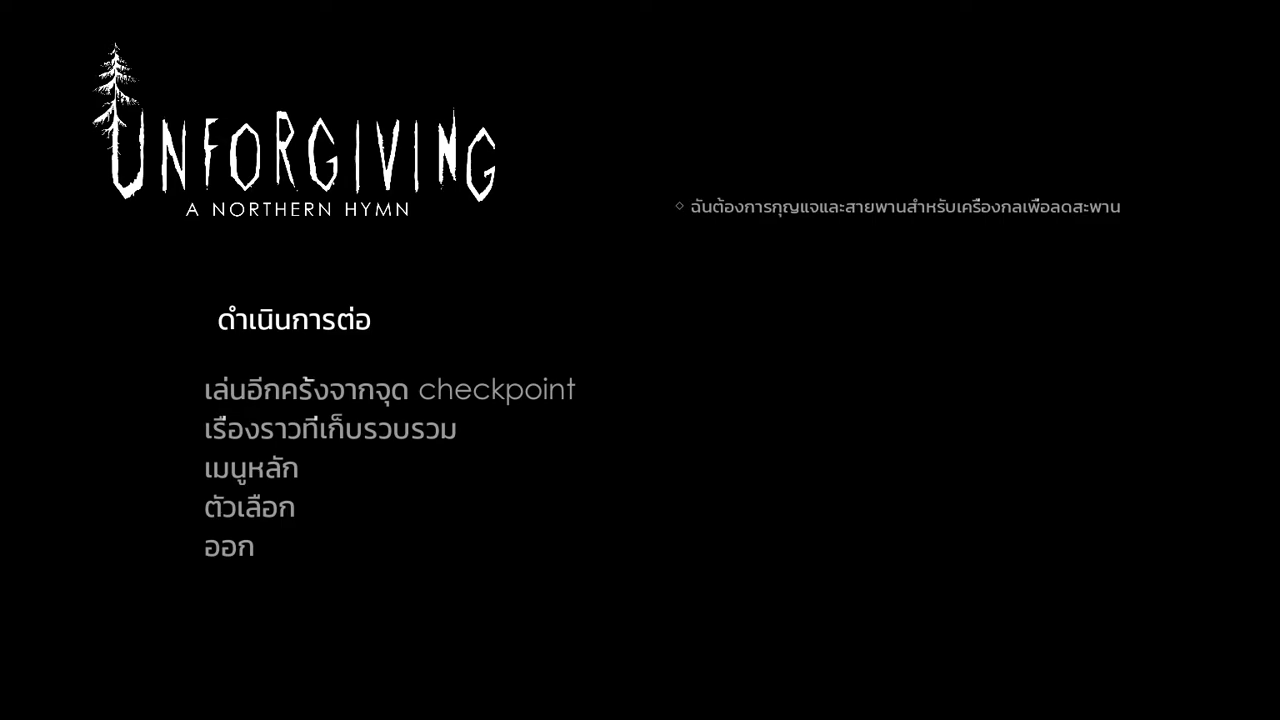 UNFORGIVING
A NORTHERN HYMN
◇ ฉันต้องการกุญแจและสายพานสำหรับเครื่องกลเพื่อลดสะพาน
ดำเนินการต่อ
เล่นอีกครั้งจากจุด checkpoint
เรื่องราวที่เก็บรวบรวม
เมนูหลัก
ตัวเลือก
ออก